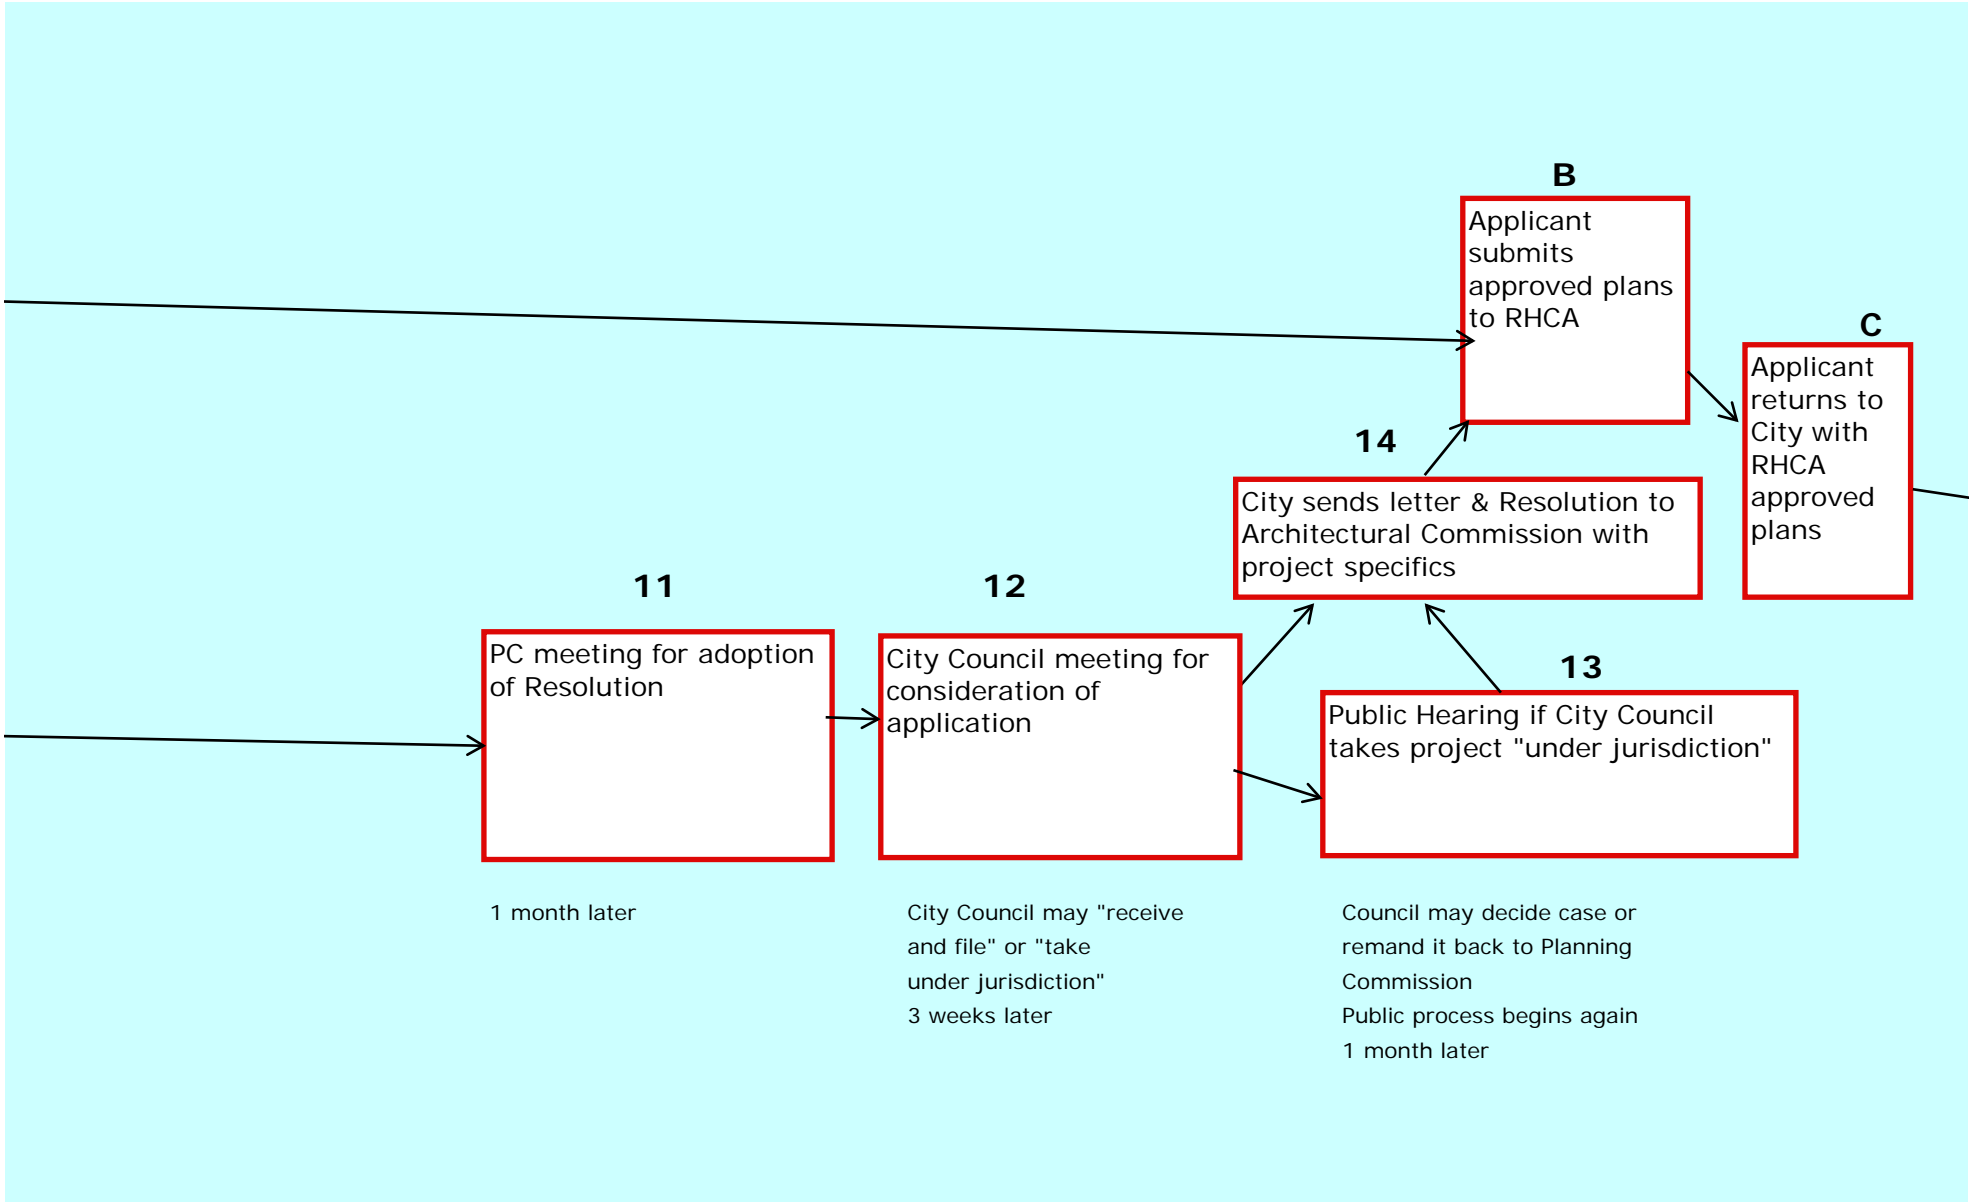 B
Applicant
submits
approved plans
to RHCA
C
Applicant
returns to
City with
RHCA
approved
plans
14
City sends letter & Resolution to
Architectural Commission with
project specifics
11
PC meeting for adoption
of Resolution
12
City Council meeting for
consideration of
application
13
Public Hearing if City Council
takes project "under jurisdiction"
1 month later
City Council may "receive
and file" or "take
under jurisdiction"
3 weeks later
Council may decide case or
remand it back to Planning
Commission
Public process begins again
1 month later